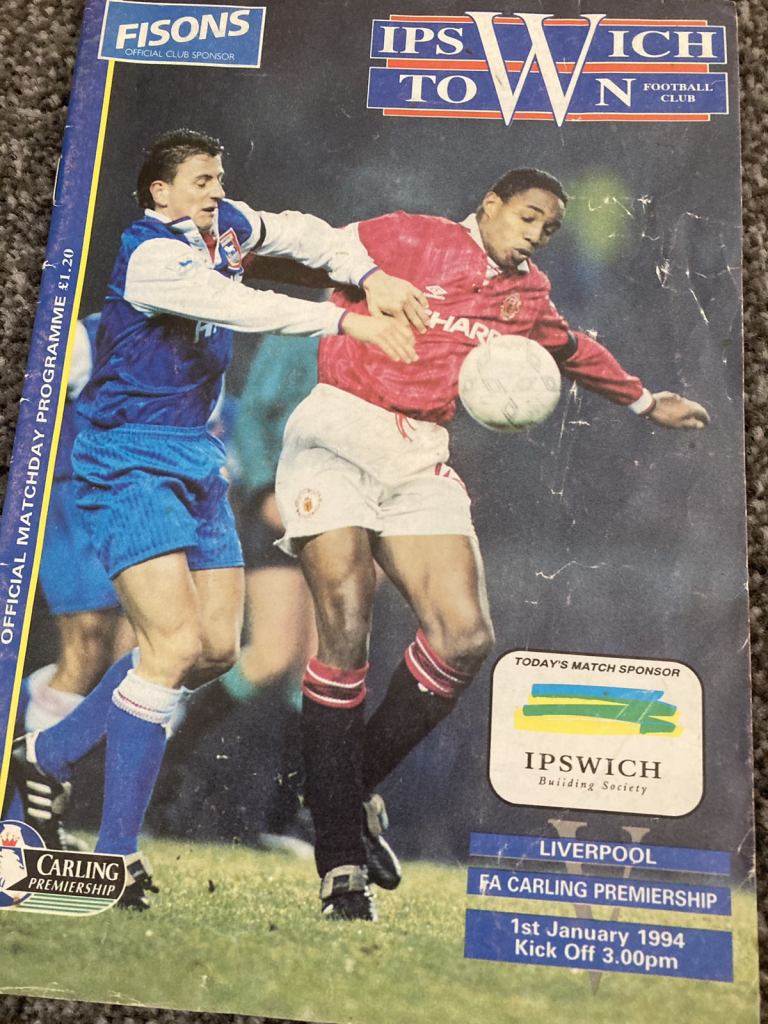 FISONS
OFFICIAL CLUB SPONSOR
IPSWICH
TOWN FOOTBALL
CLUB
OFFICIAL MATCHDAY PROGRAMME £1.20
SHARP
TODAY'S MATCH SPONSOR
IPSWICH
Building Society
CARLING
PREMIERSHIP
LIVERPOOL
FA CARLING PREMIERSHIP
1st January 1994
Kick Off 3.00pm